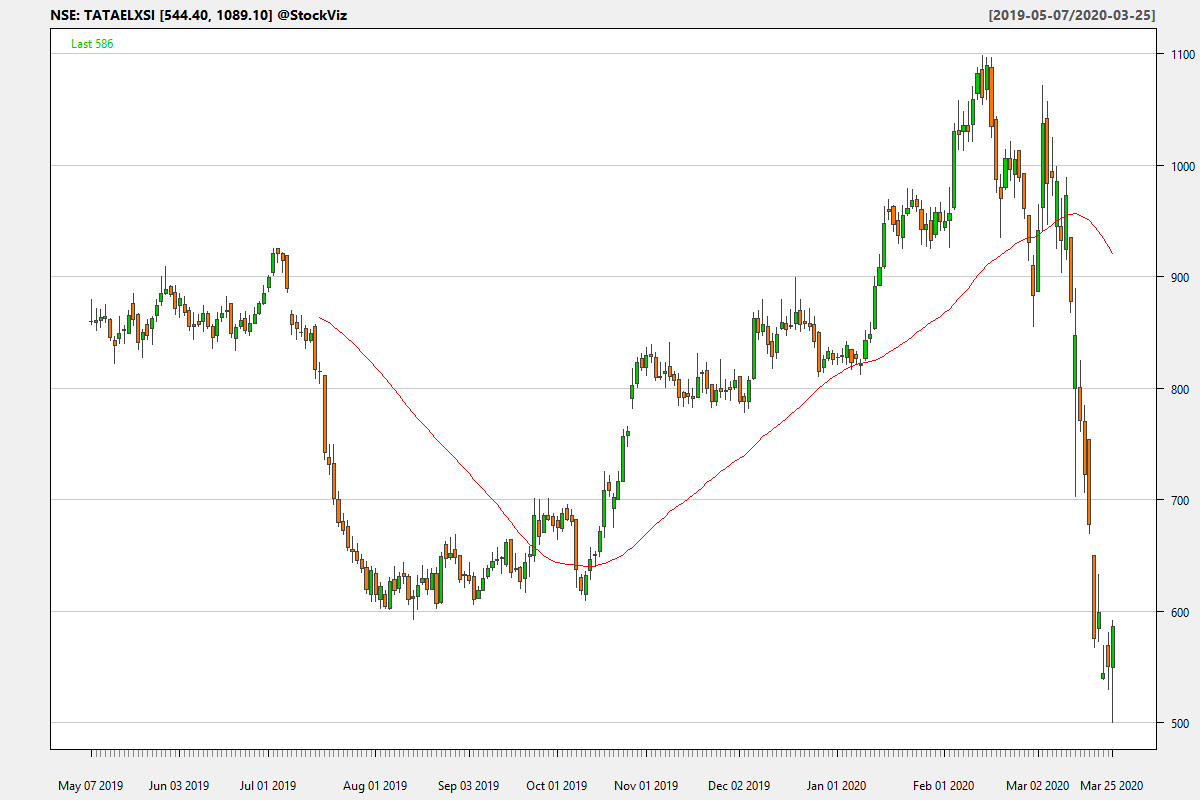 NSE: TATAELXSI [544.40, 1089.10] @StockViz
[2019-05-07/2020-03-25]
Last 586
1100
1000
900
800
700
600
500
May 07 2019 Jun 03 2019 Jul 01 2019 Aug 01 2019 Sep 03 2019 Oct 01 2019 Nov 01 2019 Dec 02 2019 Jan 01 2020 Feb 01 2020 Mar 02 2020 Mar 25 2020